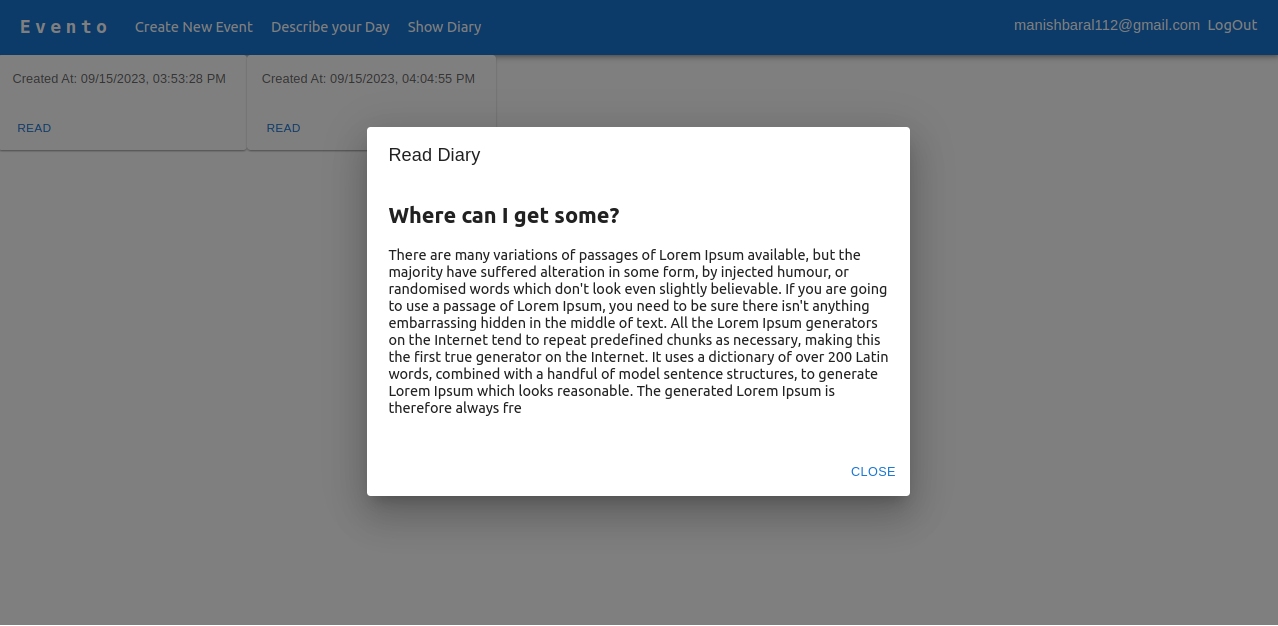 Evento Create New Event Describe your Day Show Diary manishbaral112@gmail.com LogOut
Created At: 09/15/2023, 03:53:28 PM Created At: 09/15/2023, 04:04:55 PM
READ READ
Read Diary
Where can I get some?
There are many variations of passages of Lorem Ipsum available, but the
majority have suffered alteration in some form, by injected humour, or
randomised words which don't look even slightly believable. If you are going
to use a passage of Lorem Ipsum, you need to be sure there isn't anything
embarrassing hidden in the middle of text. All the Lorem Ipsum generators
on the Internet tend to repeat predefined chunks as necessary, making this
the first true generator on the Internet. It uses a dictionary of over 200 Latin
words, combined with a handful of model sentence structures, to generate
Lorem Ipsum which looks reasonable. The generated Lorem Ipsum is
therefore always fre
CLOSE